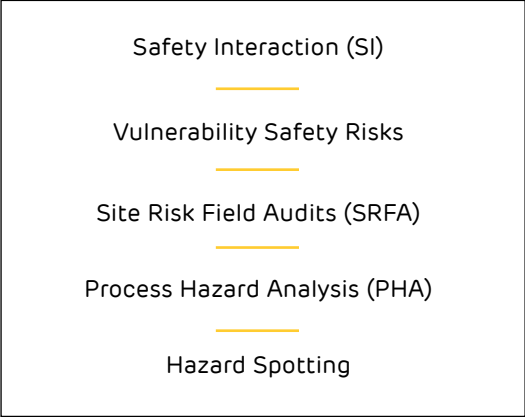 Safety Interaction (SI)
Vulnerability Safety Risks
Site Risk Field Audits (SRFA)
Process Hazard Analysis (PHA)
Hazard Spotting